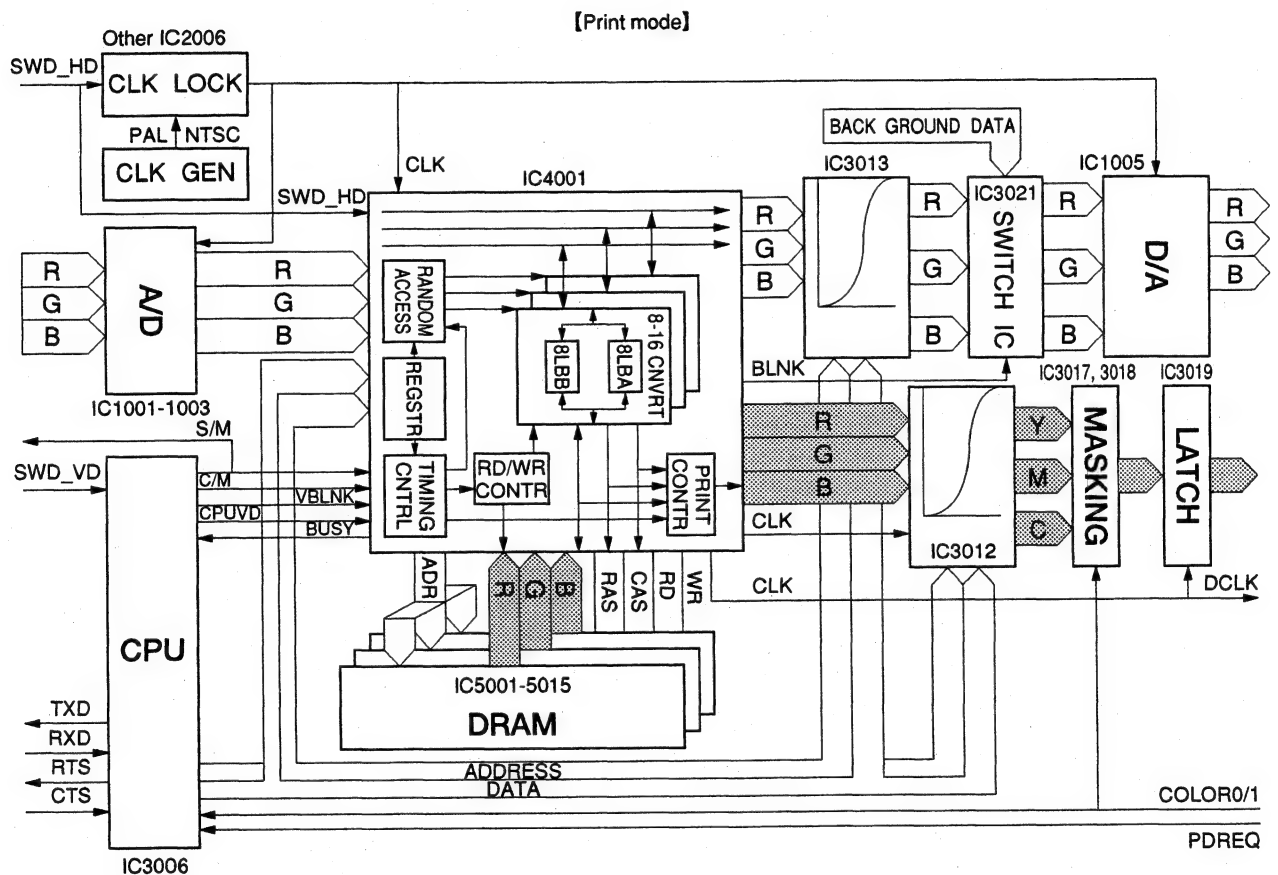 【Print mode】
Other IC2006
SWD_HD
CLK LOCK
PAL
NTSC
CLK GEN
CLK
BACK GROUND DATA
IC4001
IC3013
IC3021
IC1005
SWD_HD
R
G
B
A/D
R
G
B
IC1001-1003
RANDOM ACCESS
REGSTR
TIMING CNTRL
RD/WR CONTR
8LBB
8LBA
8-16 CNVRT
PRINT CONTR
R
G
B
R
G
B
SWITCH IC
R
G
B
D/A
R
G
B
BLNK
IC3017, 3018
IC3019
R
G
B
CLK
IC3012
Y
M
C
MASKING
LATCH
S/M
SWD_VD
C/M
VBLNK
CPUVD
BUSY
ADR
R
G
B
RAS
CAS
RD
WR
CLK
DCLK
CPU
IC5001-5015
DRAM
TXD
RXD
RTS
CTS
ADDRESS
DATA
COLOR0/1
PDREQ
IC3006